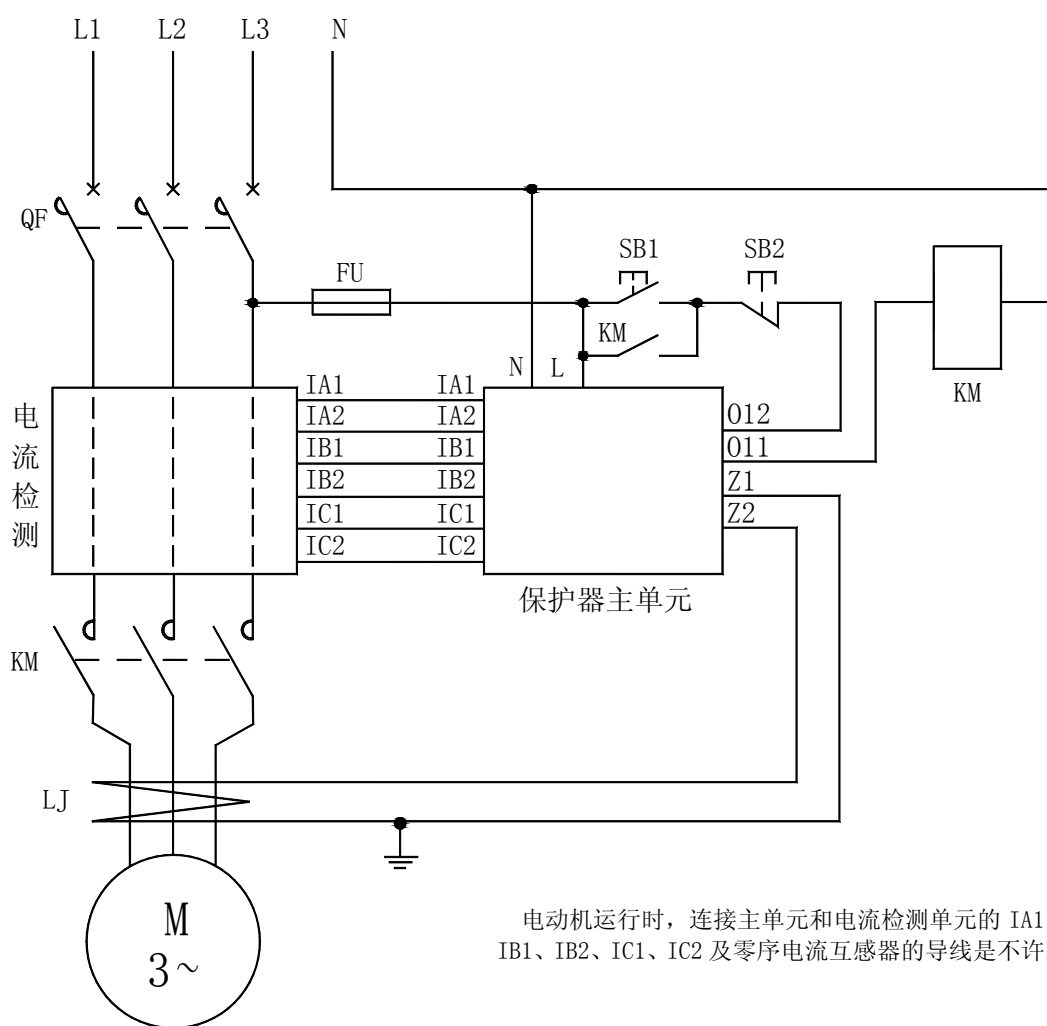 L1 L2 L3 N
QF
FU
SB1 SB2
KM
N L
KM
IA1 IA1
IA2 IA2
IB1 IB1
IB2 IB2
IC1 IC1
IC2 IC2
O12
O11
Z1
Z2
电流检测
保护器主单元
KM
LJ
M
3~
电动机运行时，连接主单元和电流检测单元的 IA1
IB1、IB2、IC1、IC2 及零序电流互感器的导线是不许